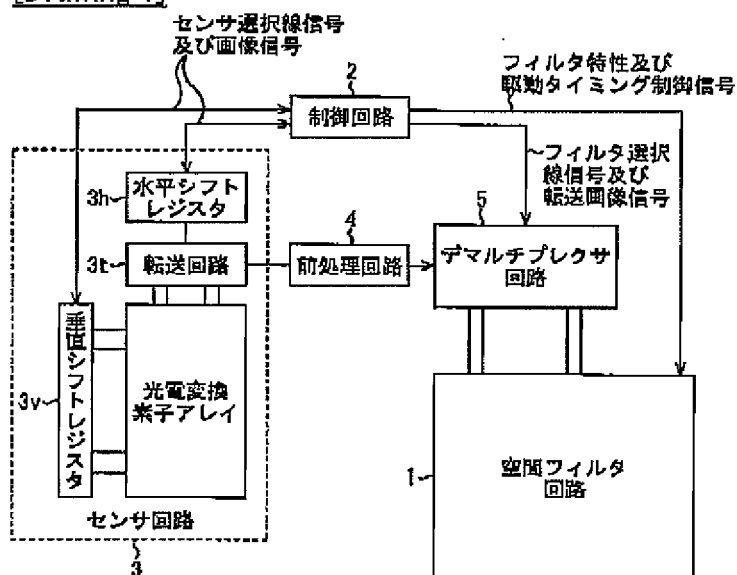 センサ選択線信号
及び画像信号
2
制御回路
フィルタ特性及び
駆動タイミング制御信号
フィルタ選択
線信号及び
転送画像信号
3h
水平シフト
レジスタ
3t
転送回路
4
前処理回路
5
デマルチプレクサ
回路
3v
垂直シフトレジスタ
光電変換
素子アレイ
センサ回路
3
1
空間フィルタ
回路